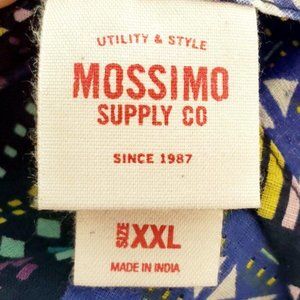 UTILITY & STYLE
MOSSIMO
SUPPLY CO
SINCE 1987
SIZE XXL
MADE IN INDIA